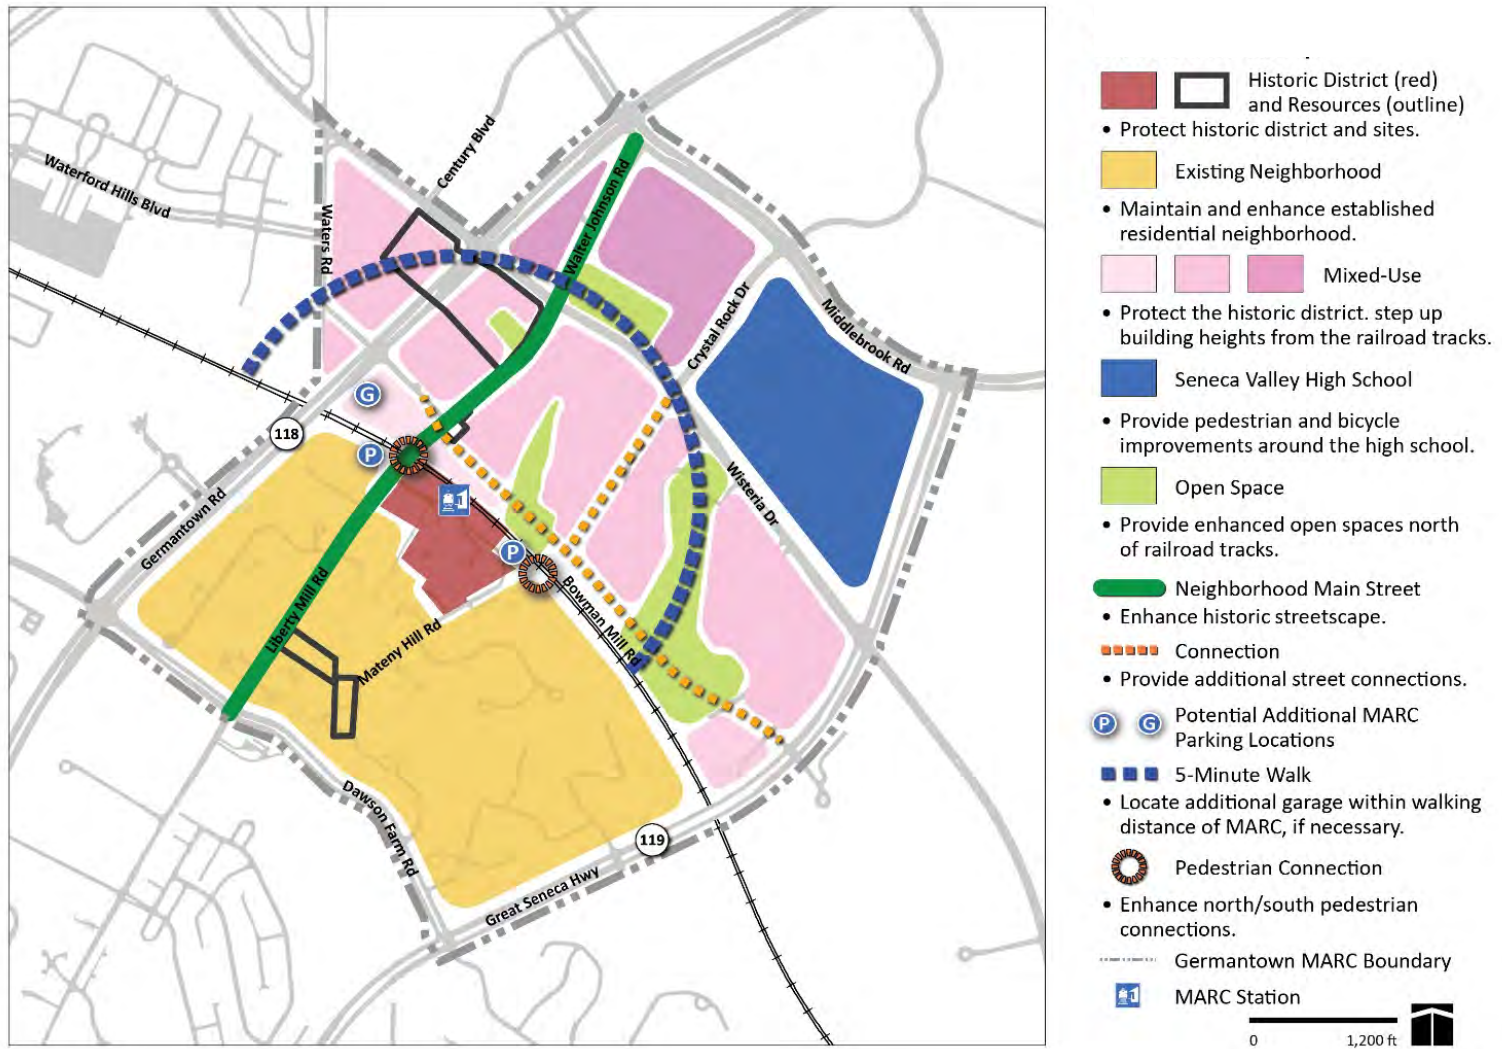 Century Blvd
Waterford Hills Blvd
Waters Rd
Walter Johnson Rd
Crystal Rock Dr
Middlebrook Rd
G
118
P
Germantown Rd
Wisteria Dr
P
Liberty Mill Rd
Bowman Mill Rd
Mateny Hill Rd
Dawson Farm Rd
119
Great Seneca Hwy
Historic District (red)
and Resources (outline)
• Protect historic district and sites.
Existing Neighborhood
• Maintain and enhance established
residential neighborhood.
Mixed-Use
• Protect the historic district. step up
building heights from the railroad tracks.
Seneca Valley High School
• Provide pedestrian and bicycle
improvements around the high school.
Open Space
• Provide enhanced open spaces north
of railroad tracks.
Neighborhood Main Street
• Enhance historic streetscape.
Connection
• Provide additional street connections.
P G Potential Additional MARC
Parking Locations
5-Minute Walk
• Locate additional garage within walking
distance of MARC, if necessary.
Pedestrian Connection
• Enhance north/south pedestrian
connections.
Germantown MARC Boundary
MARC Station
0 1,200 ft